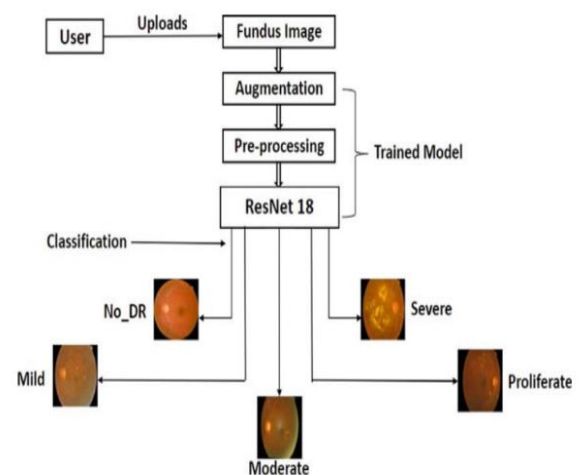 User
Uploads
Fundus Image
Augmentation
Pre-processing
Trained Model
ResNet 18
Classification
No_DR
Severe
Mild
Proliferate
Moderate